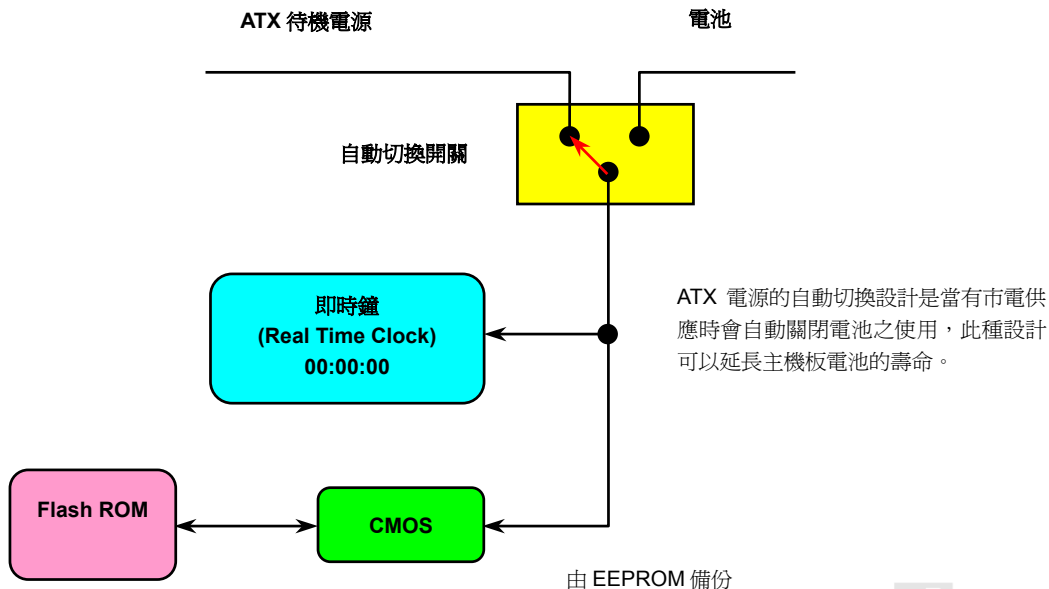 ATX 待機電源
電池
自動切換開關
即時鐘
(Real Time Clock)
00:00:00
ATX 電源的自動切換設計是當有市電供
應時會自動關閉電池之使用，此種設計
可以延長主機板電池的壽命。
Flash ROM
CMOS
由 EEPROM 備份